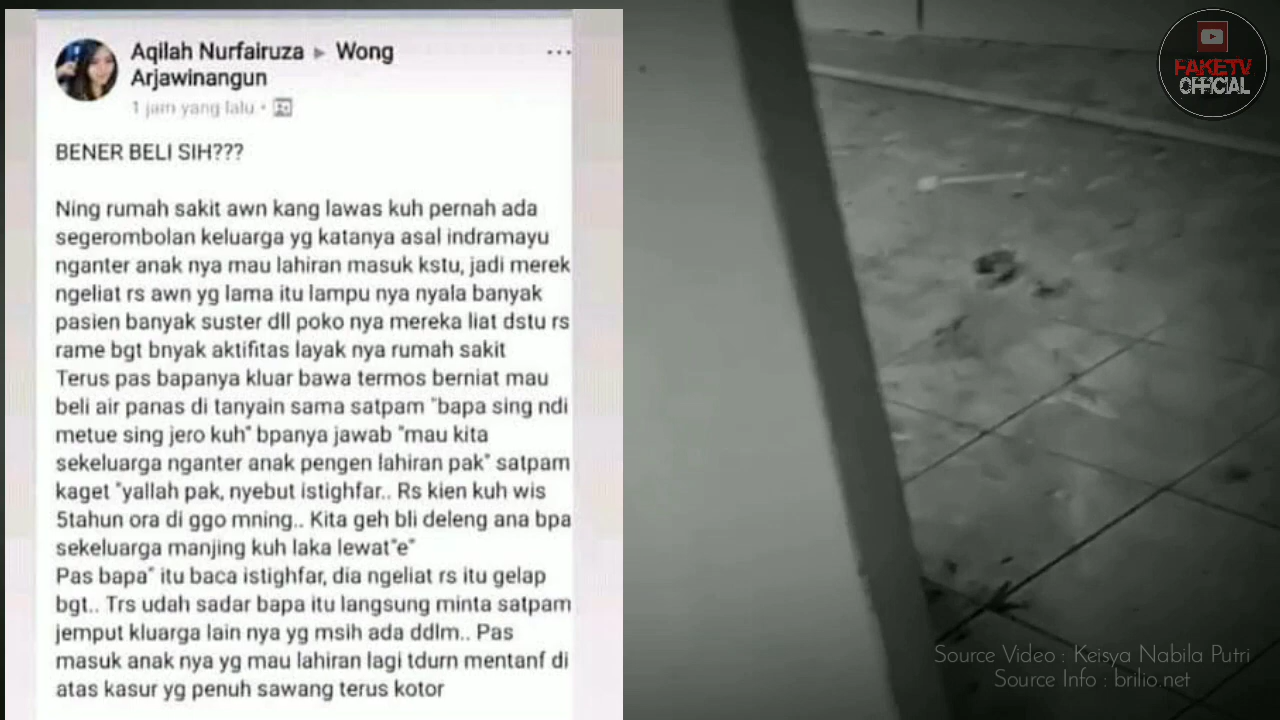 Aqilah Nurfairuza ▸ Wong
Arjawinangun
1 jam yang lalu ·
BENER BELI SIH???
Ning rumah sakit awn kang lawas kuh pernah ada
segerombolan keluarga yg katanya asal indramayu
nganter anak nya mau lahiran masuk kstu, jadi merek
ngeliat rs awn yg lama itu lampu nya nyala banyak
pasien banyak suster dll poko nya mereka liat dstu rs
rame bgt bnyak aktifitas layak nya rumah sakit
Terus pas bapanya kluar bawa termos berniat mau
beli air panas di tanyain sama satpam "bapa sing ndi
metue sing jero kuh" bpanya jawab "mau kita
sekeluarga nganter anak pengen lahiran pak" satpam
kaget "yallah pak, nyebut istighfar.. Rs kien kuh wis
5tahun ora di ggo mning.. Kita geh bli deleng ana bpa
sekeluarga manjing kuh laka lewat"e"
Pas bapa" itu baca istighfar, dia ngeliat rs itu gelap
bgt.. Trs udah sadar bapa itu langsung minta satpam
jemput kluarga lain nya yg msih ada ddlm.. Pas
masuk anak nya yg mau lahiran lagi tdurn mentanf di
atas kasur yg penuh sawang terus kotor
FAKETV
OFFICIAL
Source Video : Keisya Nabila Putri
Source Info : brilio.net